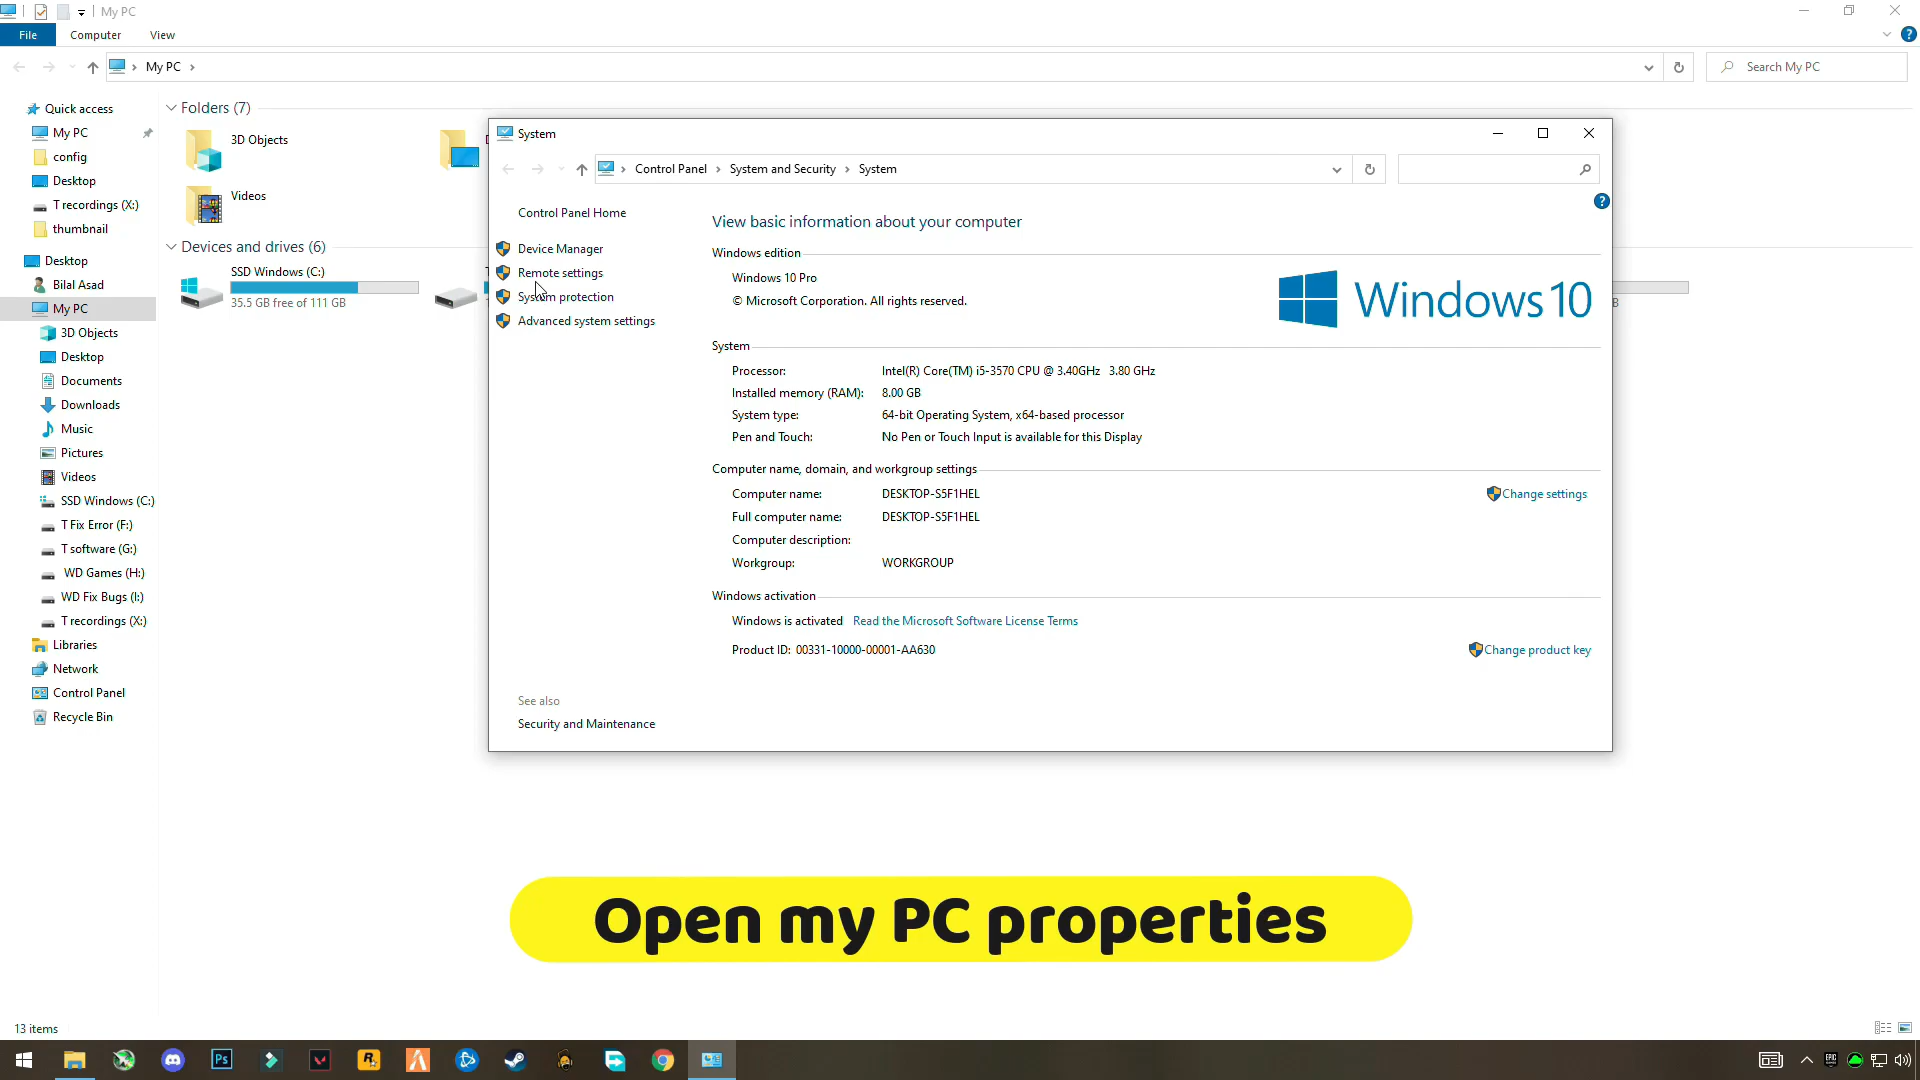 My PC
File
Computer
View
My PC
Search My PC
Quick access
My PC
config
Desktop
T recordings (X:)
thumbnail
Desktop
Bilal Asad
My PC
3D Objects
Desktop
Documents
Downloads
Music
Pictures
Videos
SSD Windows (C:)
T Fix Error (F:)
T software (G:)
WD Games (H:)
WD Fix Bugs (I:)
T recordings (X:)
Libraries
Network
Control Panel
Recycle Bin
Folders (7)
3D Objects
Videos
Devices and drives (6)
SSD Windows (C:)
35.5 GB free of 111 GB
System
Control Panel
System and Security
System
Control Panel Home
Device Manager
Remote settings
System protection
Advanced system settings
See also
Security and Maintenance
View basic information about your computer
Windows edition
Windows 10 Pro
© Microsoft Corporation. All rights reserved.
Windows 10
System
Processor: Intel(R) Core(TM) i5-3570 CPU @ 3.40GHz 3.80 GHz
Installed memory (RAM): 8.00 GB
System type: 64-bit Operating System, x64-based processor
Pen and Touch: No Pen or Touch Input is available for this Display
Computer name, domain, and workgroup settings
Computer name: DESKTOP-S5F1HEL
Change settings
Full computer name: DESKTOP-S5F1HEL
Computer description:
Workgroup: WORKGROUP
Windows activation
Windows is activated Read the Microsoft Software License Terms
Product ID: 00331-10000-00001-AA630
Change product key
Open my PC properties
13 items
Ps
R
EPIC